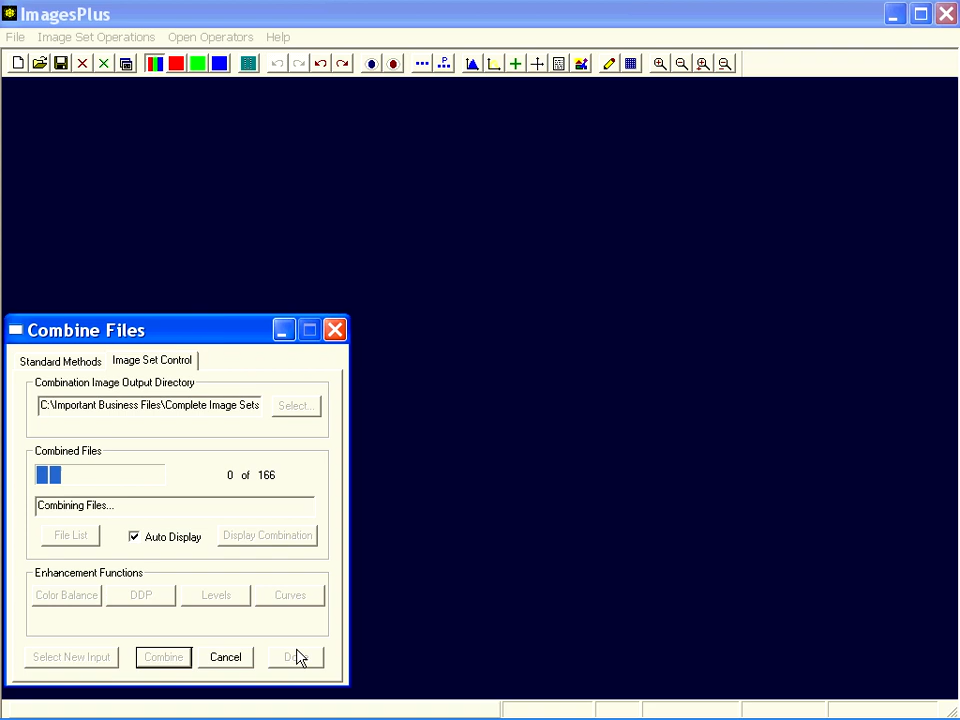 ImagesPlus
File Image Set Operations Open Operators Help
P
Combine Files
Standard Methods Image Set Control
Combination Image Output Directory
C:\Important Business Files\Complete Image Sets Select...
Combined Files
0 of 166
Combining Files...
File List Auto Display Display Combination
Enhancement Functions
Color Balance DDP Levels Curves
Select New Input Combine Cancel